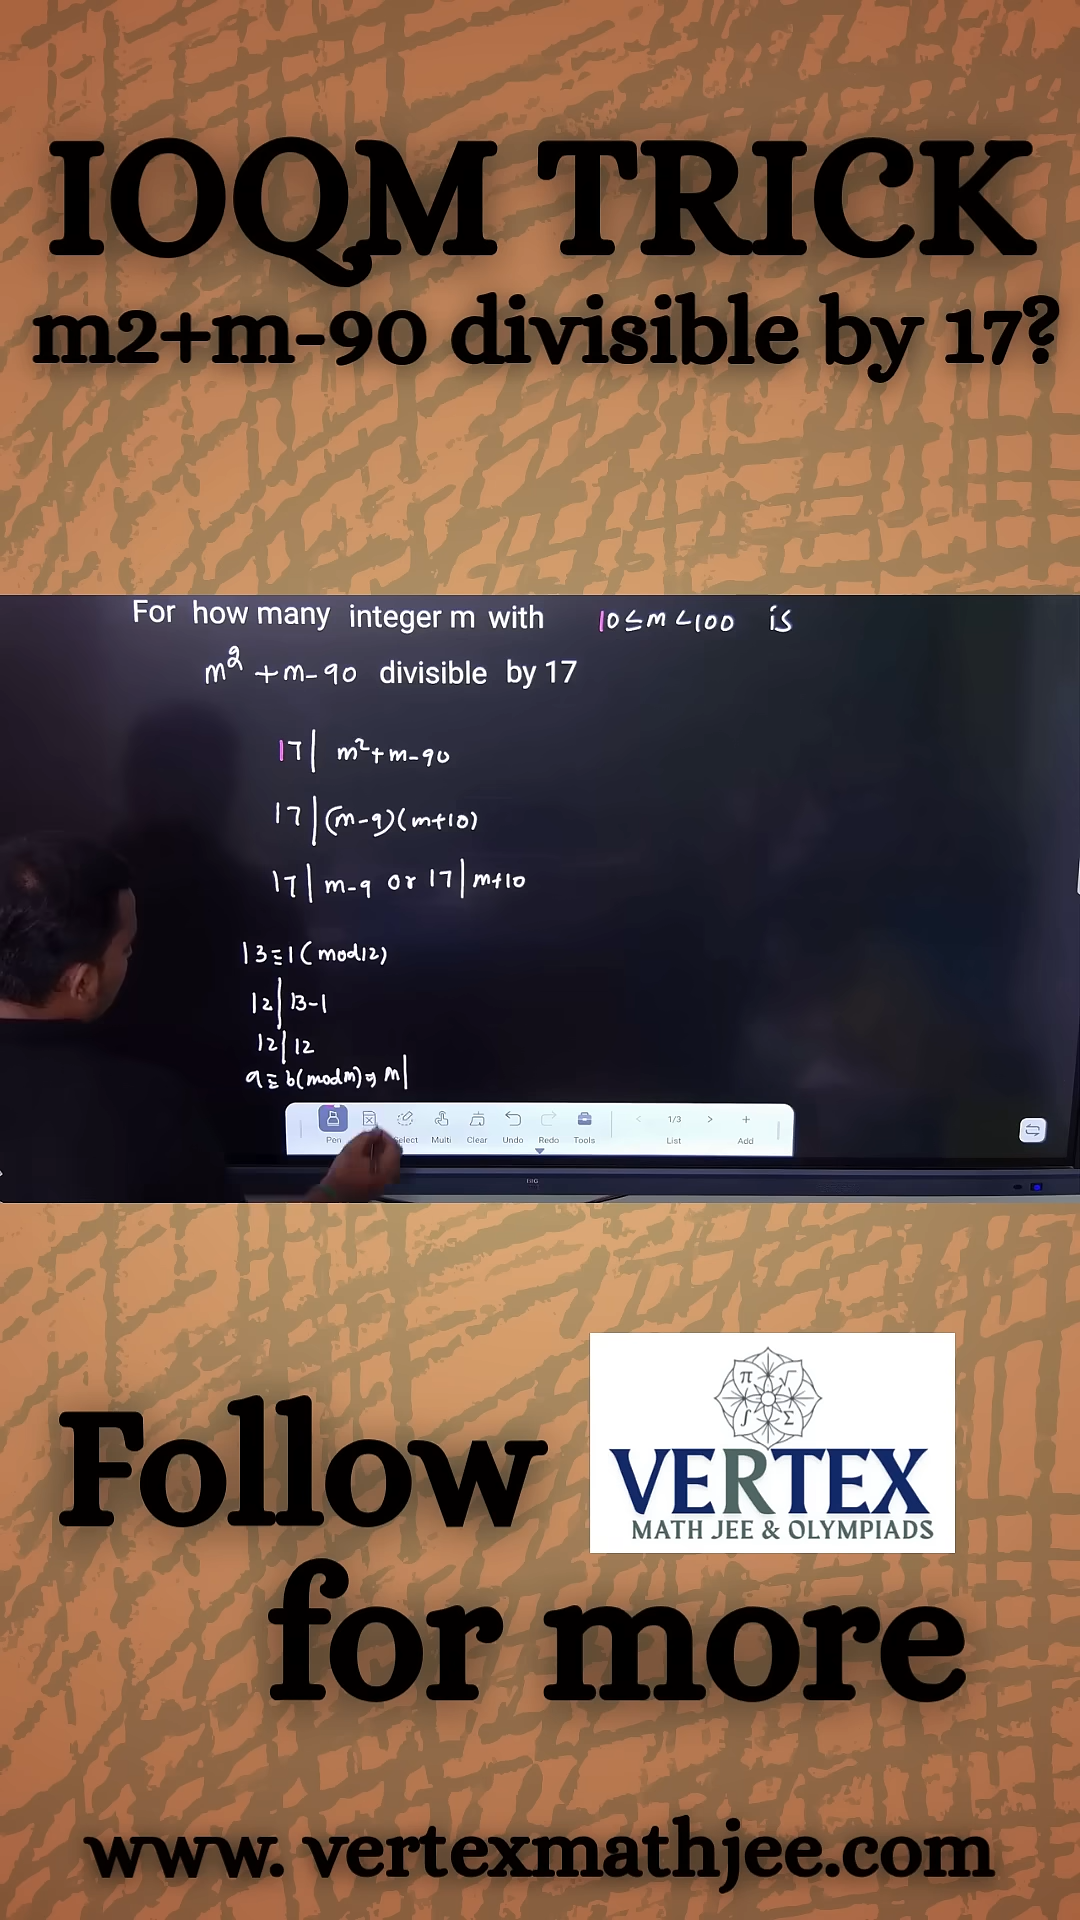 IOQM TRICK
m2+m-90 divisible by 17?
For how many integer m with 10≤m<100 is
m² +m-90 divisible by 17
17| m²+m-90
17|(m-9)(m+10)
17| m-9 or 17| m+10
13≡1(mod12)
12| 13-1
12| 12
a≡b(modm)⇒ m|
Pen Select Multi Clear Undo Redo Tools < 1/3 > List + Add
Follow
π √ ∫ Σ
VERTEX
MATH JEE & OLYMPIADS
for more
www. vertexmathjee.com